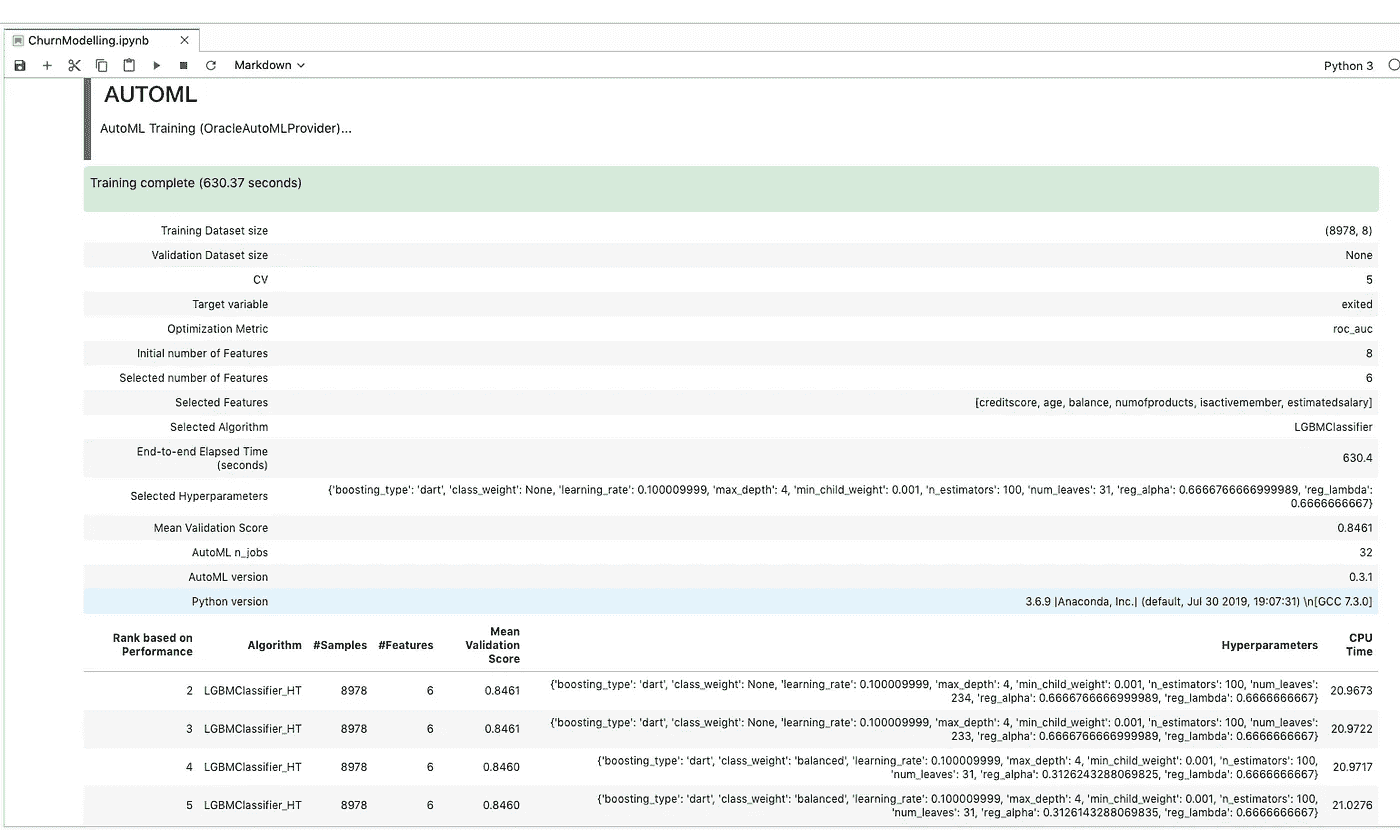 ChurnModelling.ipynb
Markdown
Python 3
AUTOML
AutoML Training (OracleAutoMLProvider)...
Training complete (630.37 seconds)
Training Dataset size (8978, 8)
Validation Dataset size None
CV 5
Target variable exited
Optimization Metric roc_auc
Initial number of Features 8
Selected number of Features 6
Selected Features [creditscore, age, balance, numofproducts, isactivemember, estimatedsalary]
Selected Algorithm LGBMClassifier
End-to-end Elapsed Time
(seconds) 630.4
Selected Hyperparameters {'boosting_type': 'dart', 'class_weight': None, 'learning_rate': 0.100009999, 'max_depth': 4, 'min_child_weight': 0.001, 'n_estimators': 100, 'num_leaves': 31, 'reg_alpha': 0.6666766666999989, 'reg_lambda':
0.6666666667}
Mean Validation Score 0.8461
AutoML n_jobs 32
AutoML version 0.3.1
Python version 3.6.9 |Anaconda, Inc.| (default, Jul 30 2019, 19:07:31) \n[GCC 7.3.0]
Rank based on
Performance Algorithm #Samples #Features Mean
Validation
Score Hyperparameters CPU
Time
2 LGBMClassifier_HT 8978 6 0.8461 {'boosting_type': 'dart', 'class_weight': None, 'learning_rate': 0.100009999, 'max_depth': 4, 'min_child_weight': 0.001, 'n_estimators': 100, 'num_leaves':
234, 'reg_alpha': 0.6666766666999989, 'reg_lambda': 0.6666666667} 20.9673
3 LGBMClassifier_HT 8978 6 0.8461 {'boosting_type': 'dart', 'class_weight': None, 'learning_rate': 0.100009999, 'max_depth': 4, 'min_child_weight': 0.001, 'n_estimators': 100, 'num_leaves':
233, 'reg_alpha': 0.6666766666999989, 'reg_lambda': 0.6666666667} 20.9722
4 LGBMClassifier_HT 8978 6 0.8460 {'boosting_type': 'dart', 'class_weight': 'balanced', 'learning_rate': 0.100009999, 'max_depth': 4, 'min_child_weight': 0.001, 'n_estimators': 100,
'num_leaves': 31, 'reg_alpha': 0.3126243288069825, 'reg_lambda': 0.6666666667} 20.9717
5 LGBMClassifier_HT 8978 6 0.8460 {'boosting_type': 'dart', 'class_weight': 'balanced', 'learning_rate': 0.100009999, 'max_depth': 4, 'min_child_weight': 0.001, 'n_estimators': 100,
'num_leaves': 31, 'reg_alpha': 0.3126143288069835, 'reg_lambda': 0.6666666667} 21.0276